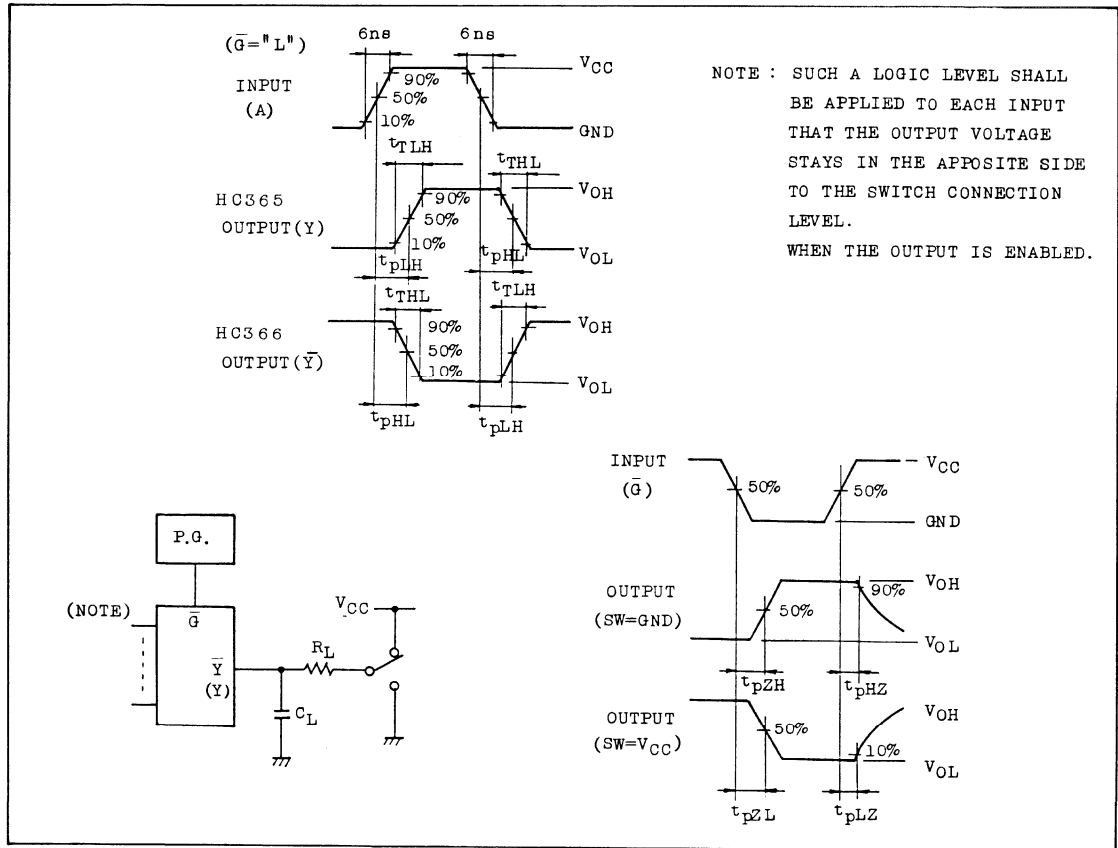 6ns 6ns
(G̅="L")
INPUT
(A)
VCC
90%
50%
10%
GND
tTLH
tTHL
HC365
OUTPUT(Y)
VOH
90%
50%
10%
VOL
tpLH
tpHL
tTHL
tTLH
HC366
OUTPUT(Y̅)
VOH
90%
50%
10%
VOL
tpHL
tpLH
NOTE : SUCH A LOGIC LEVEL SHALL
BE APPLIED TO EACH INPUT
THAT THE OUTPUT VOLTAGE
STAYS IN THE APPOSITE SIDE
TO THE SWITCH CONNECTION
LEVEL.
WHEN THE OUTPUT IS ENABLED.
P.G.
(NOTE)
G̅
Y̅
(Y)
RL
CL
VCC
INPUT
(G̅)
VCC
50%
50%
GND
OUTPUT
(SW=GND)
VOH
90%
50%
VOL
tpZH
tpHZ
OUTPUT
(SW=VCC)
VOH
50%
10%
VOL
tpZL
tpLZ